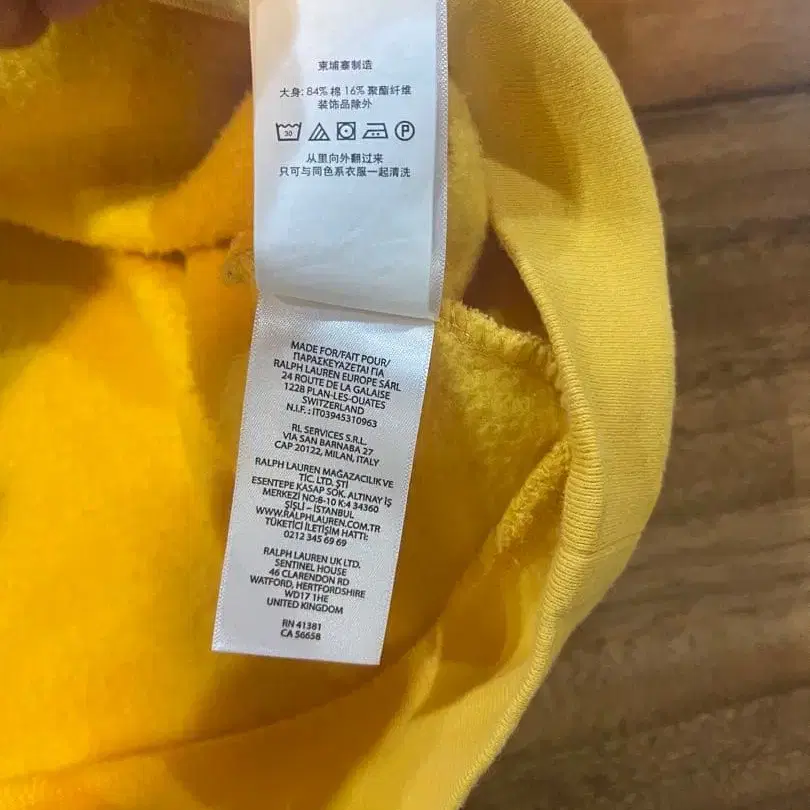 柬埔寨制造
大身: 84% 棉 16% 聚酯纤维
装饰品除外
30
P
从里向外翻过来
只可与同色系衣服一起清洗
MADE FOR/FAIT POUR/
ΠΑΡΑΣΚΕΥΑΖΕΤΑΙ ΓΙΑ
RALPH LAUREN EUROPE SÁRL
24 ROUTE DE LA GALAISE
1228 PLAN-LES-OUATES
SWITZERLAND
N.I.F. : IT03945310963
RL SERVICES S.R.L.
VIA SAN BARNABA 27
CAP 20122, MILAN, ITALY
RALPH LAUREN MAĞAZACILIK VE
TİC. LTD. ŞTİ
ESENTEPE KASAP SOK. ALTINAY İŞ
MERKEZİ NO:8-10 K:4 34360
ŞİŞLİ – İSTANBUL
WWW.RALPHLAUREN.COM.TR
TÜKETİCİ İLETİŞİM HATTI:
0212 345 69 69
RALPH LAUREN UK LTD.
SENTINEL HOUSE
46 CLARENDON RD
WATFORD, HERTFORDSHIRE
WD17 1HE
UNITED KINGDOM
RN 41381
CA 56658